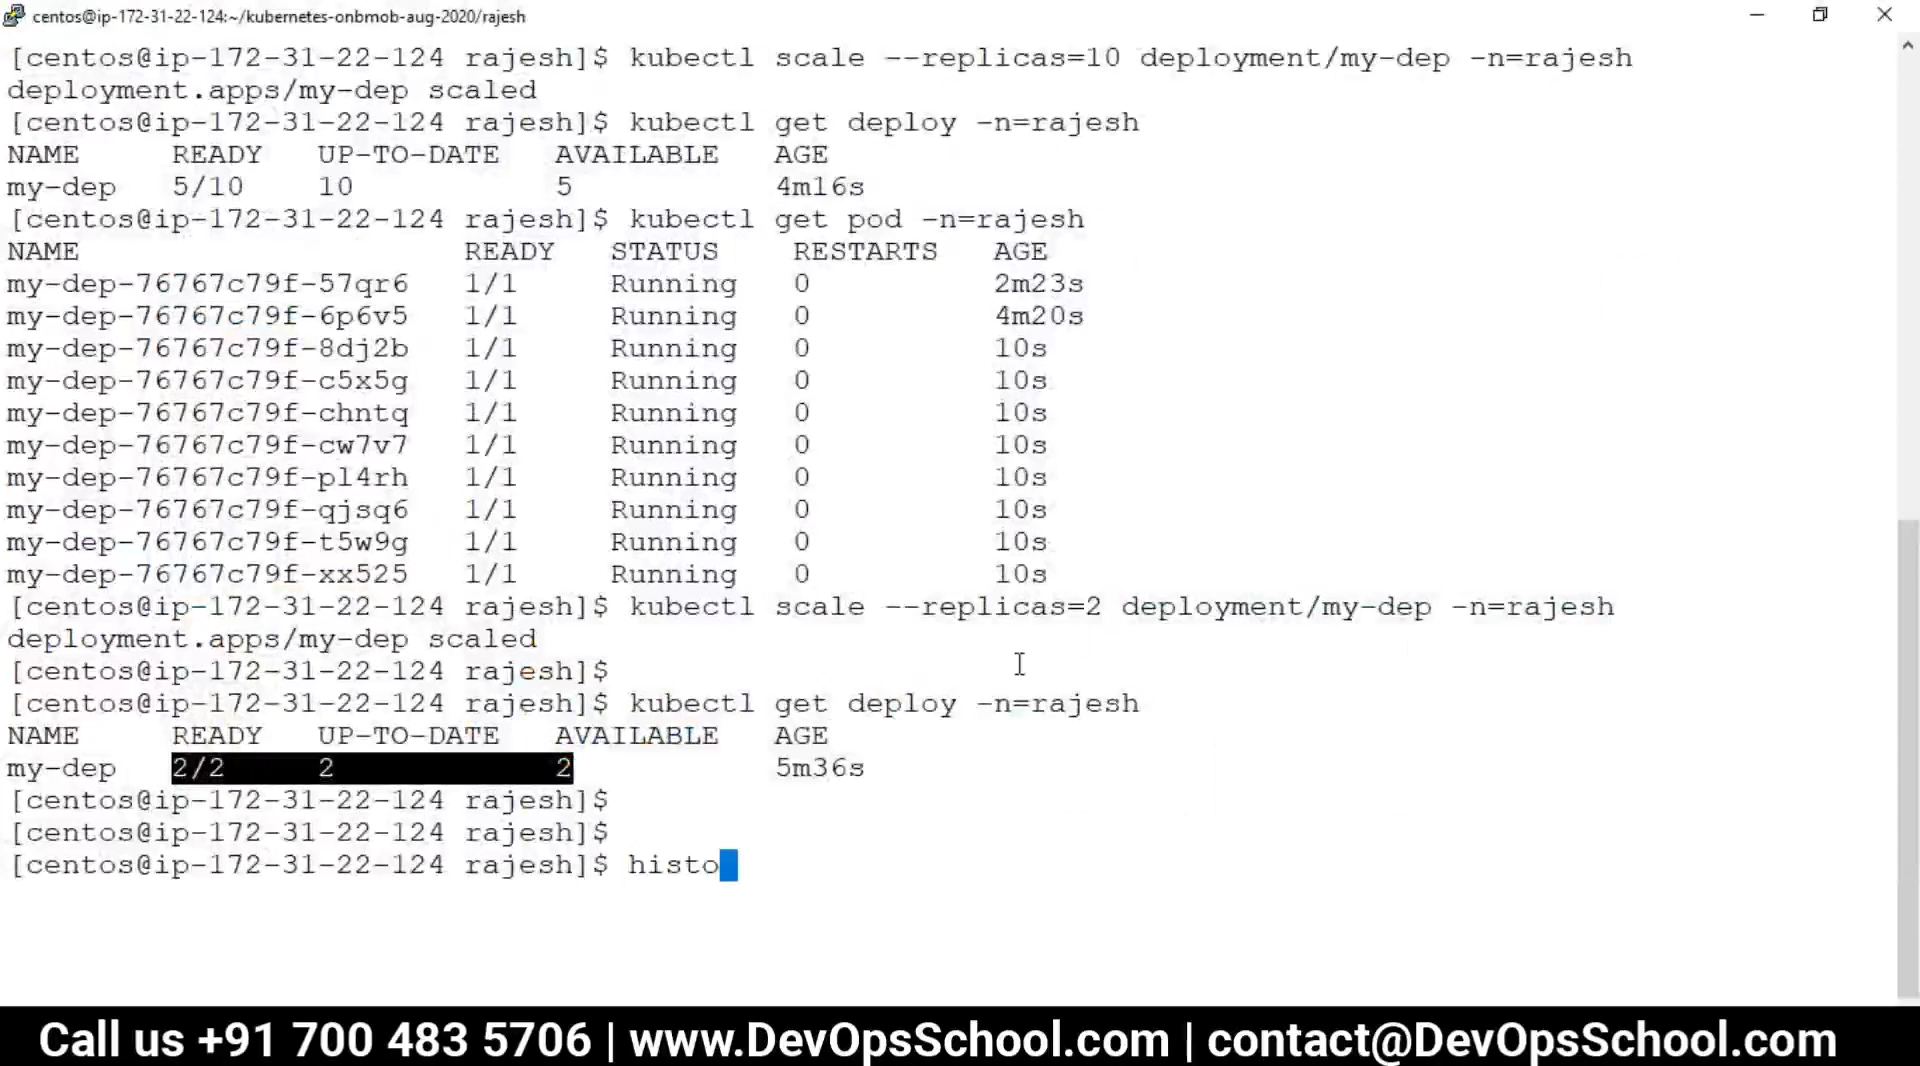 centos@ip-172-31-22-124:~/kubernetes-onbmob-aug-2020/rajesh
[centos@ip-172-31-22-124 rajesh]$ kubectl scale --replicas=10 deployment/my-dep -n=rajesh
deployment.apps/my-dep scaled
[centos@ip-172-31-22-124 rajesh]$ kubectl get deploy -n=rajesh
NAME READY UP-TO-DATE AVAILABLE AGE
my-dep 5/10 10 5 4m16s
[centos@ip-172-31-22-124 rajesh]$ kubectl get pod -n=rajesh
NAME READY STATUS RESTARTS AGE
my-dep-76767c79f-57qr6 1/1 Running 0 2m23s
my-dep-76767c79f-6p6v5 1/1 Running 0 4m20s
my-dep-76767c79f-8dj2b 1/1 Running 0 10s
my-dep-76767c79f-c5x5g 1/1 Running 0 10s
my-dep-76767c79f-chntq 1/1 Running 0 10s
my-dep-76767c79f-cw7v7 1/1 Running 0 10s
my-dep-76767c79f-pl4rh 1/1 Running 0 10s
my-dep-76767c79f-qjsq6 1/1 Running 0 10s
my-dep-76767c79f-t5w9g 1/1 Running 0 10s
my-dep-76767c79f-xx525 1/1 Running 0 10s
[centos@ip-172-31-22-124 rajesh]$ kubectl scale --replicas=2 deployment/my-dep -n=rajesh
deployment.apps/my-dep scaled
[centos@ip-172-31-22-124 rajesh]$
[centos@ip-172-31-22-124 rajesh]$ kubectl get deploy -n=rajesh
NAME READY UP-TO-DATE AVAILABLE AGE
my-dep 2/2 2 2 5m36s
[centos@ip-172-31-22-124 rajesh]$
[centos@ip-172-31-22-124 rajesh]$
[centos@ip-172-31-22-124 rajesh]$ histo
Call us +91 700 483 5706 | www.DevOpsSchool.com | contact@DevOpsSchool.com